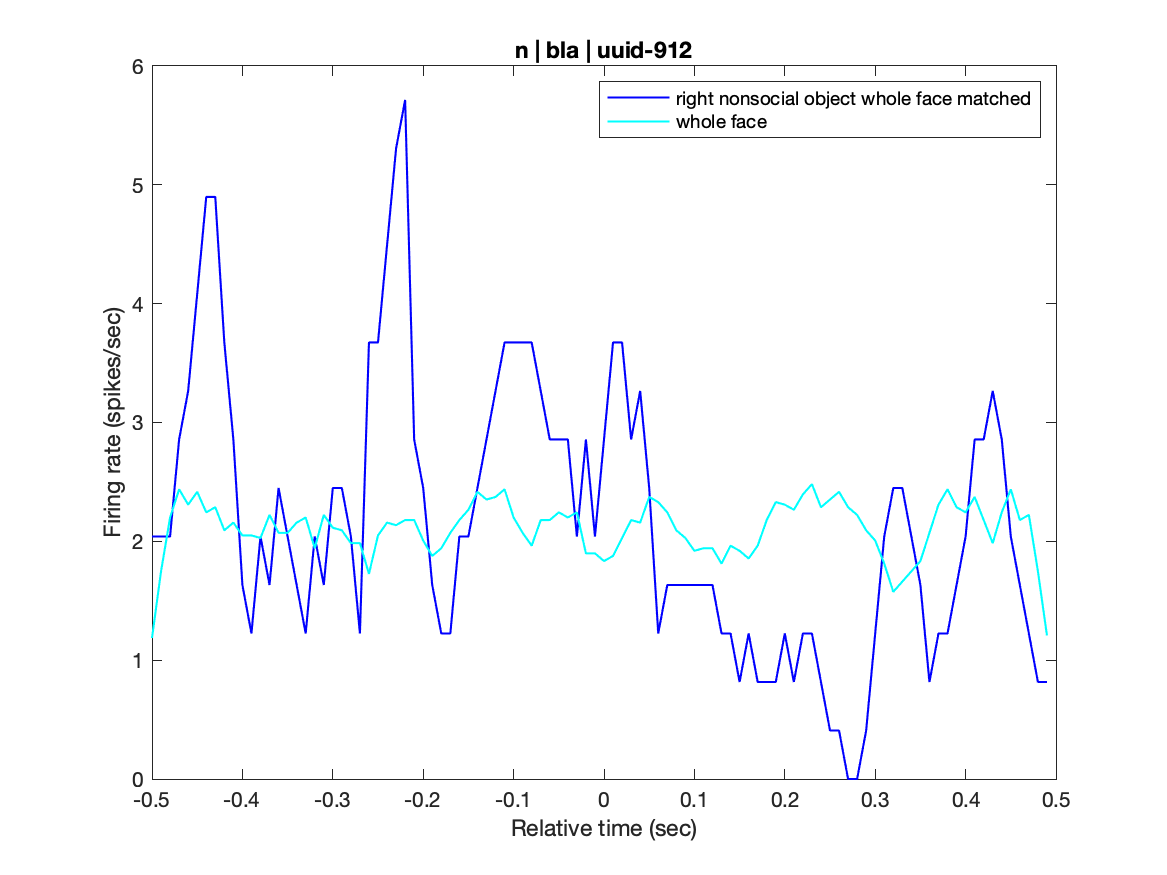 n | bla | uuid-912
right nonsocial object whole face matched
whole face
Firing rate (spikes/sec)
6
5
4
3
2
1
0
-0.5 -0.4 -0.3 -0.2 -0.1 0 0.1 0.2 0.3 0.4 0.5
Relative time (sec)